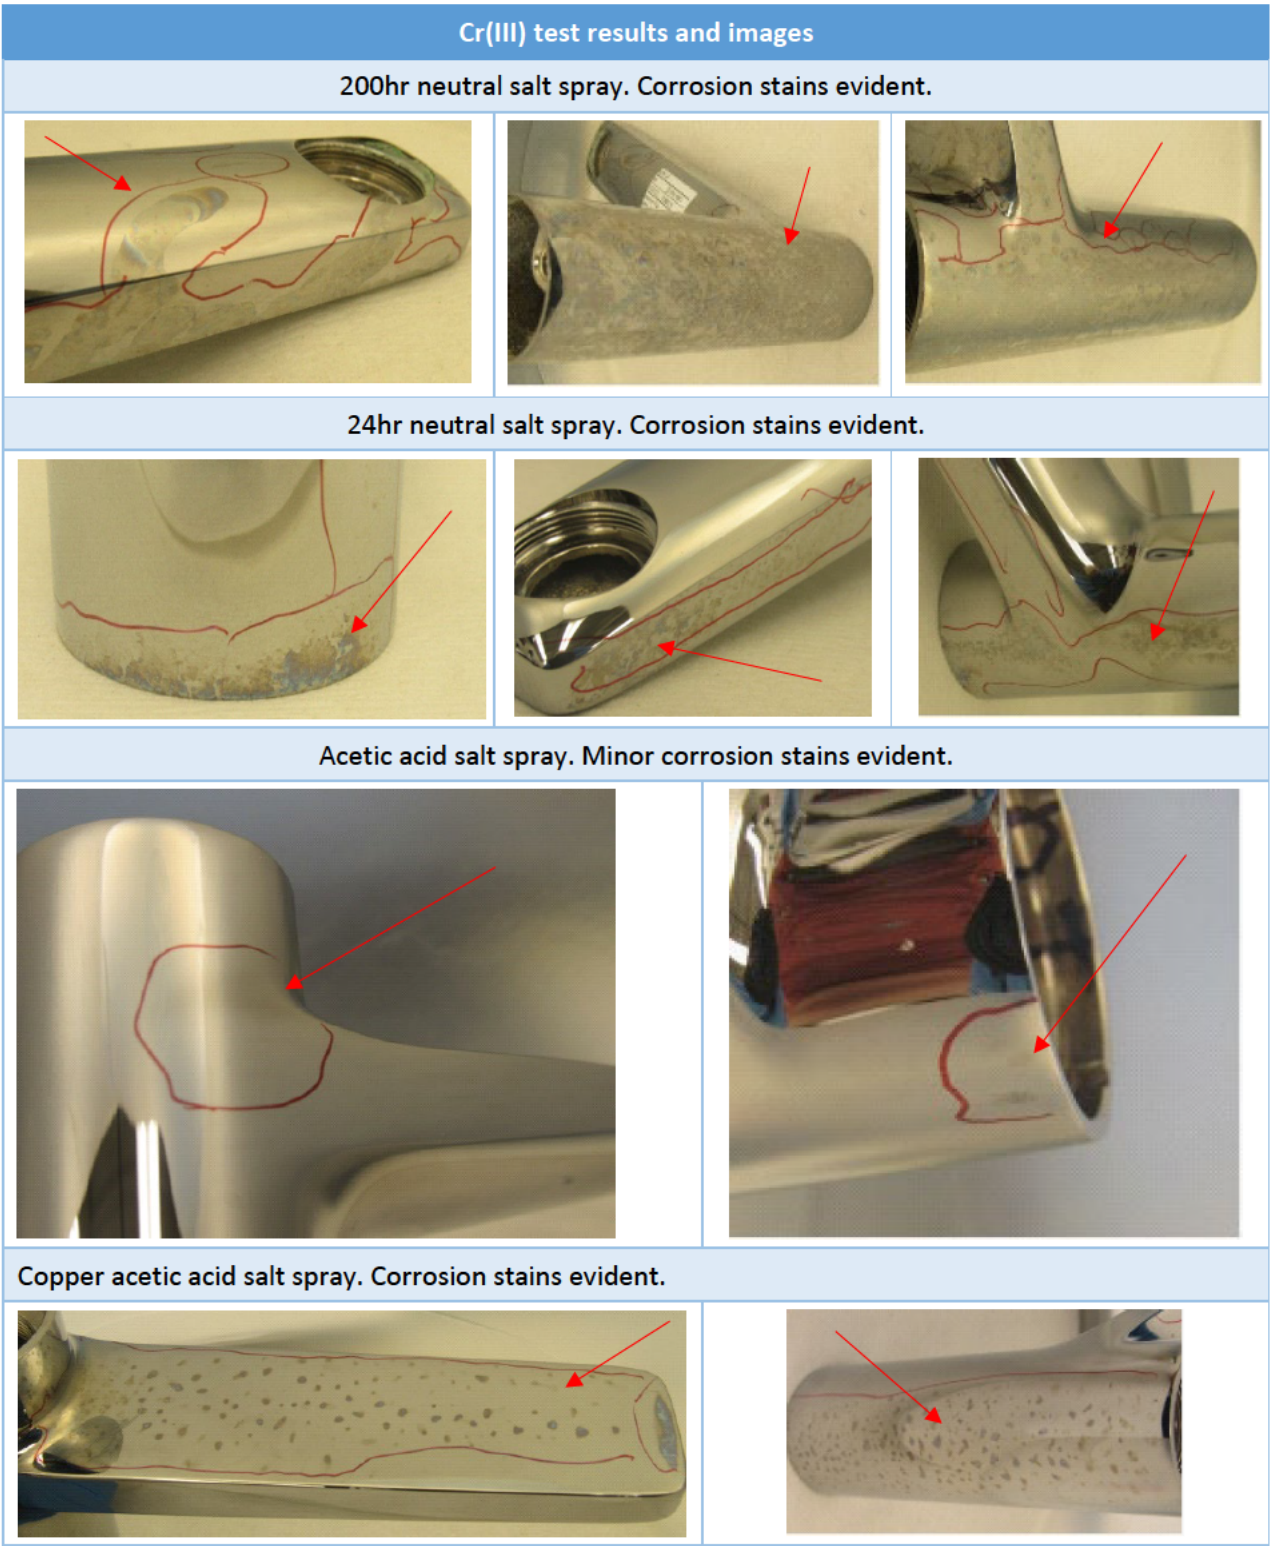 Cr(III) test results and images
200hr neutral salt spray. Corrosion stains evident.
24hr neutral salt spray. Corrosion stains evident.
Acetic acid salt spray. Minor corrosion stains evident.
Copper acetic acid salt spray. Corrosion stains evident.